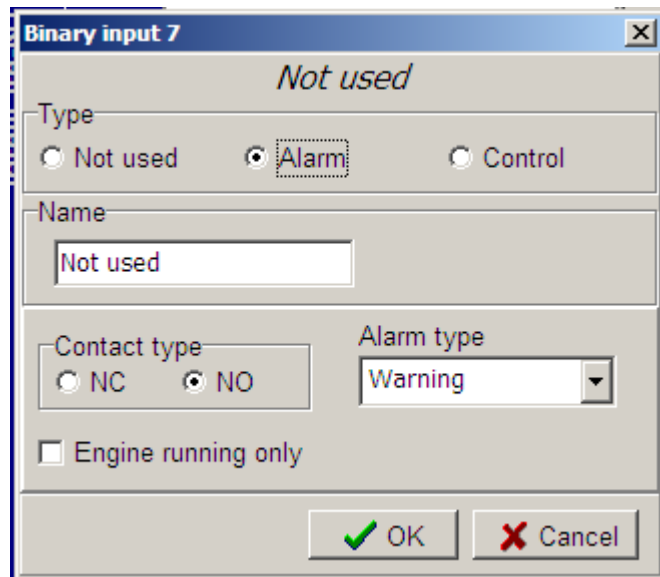 Binary input 7
Not used
Type
Not used Alarm Control
Name
Not used
Contact type
NC NO
Alarm type
Warning
Engine running only
OK Cancel